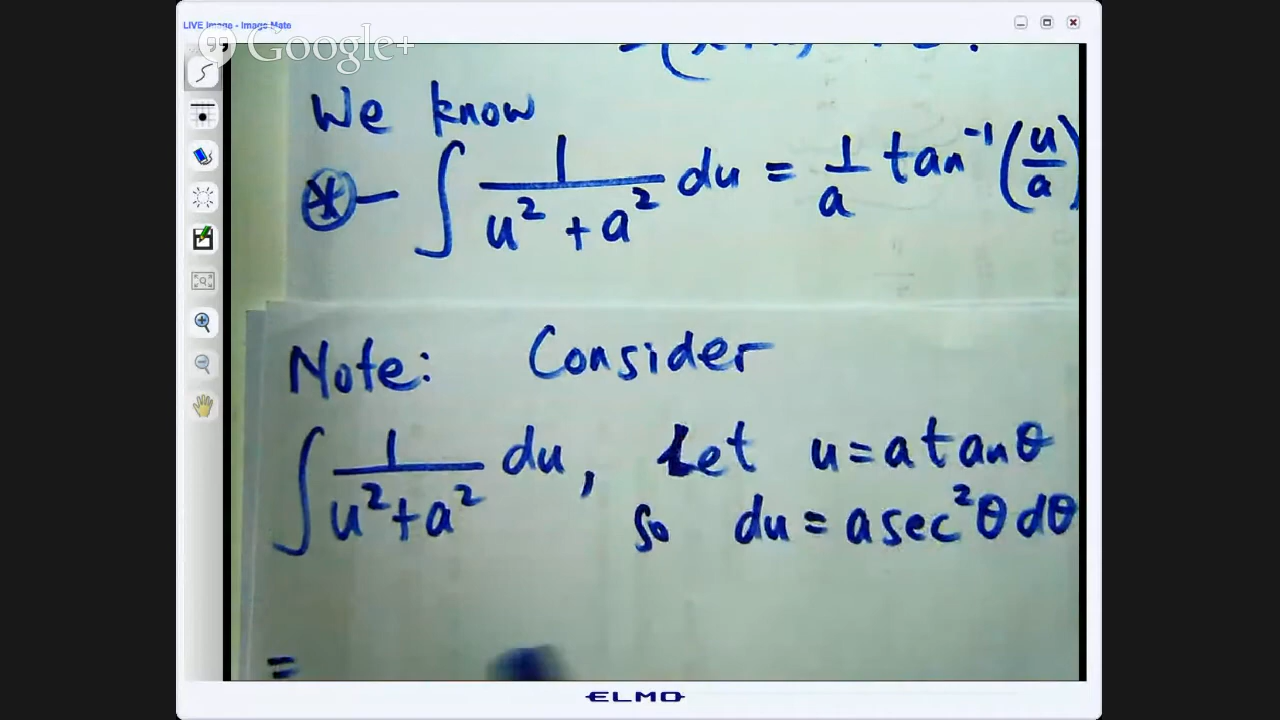 LIVE Image - Image Mate
Google+
We know
⊛— ∫ 1/(u² + a²) du = 1/a tan⁻¹(u/a)
Note: Consider
∫ 1/(u²+a²) du, Let u = a tan θ
so du = a sec²θ dθ
=
ELMO